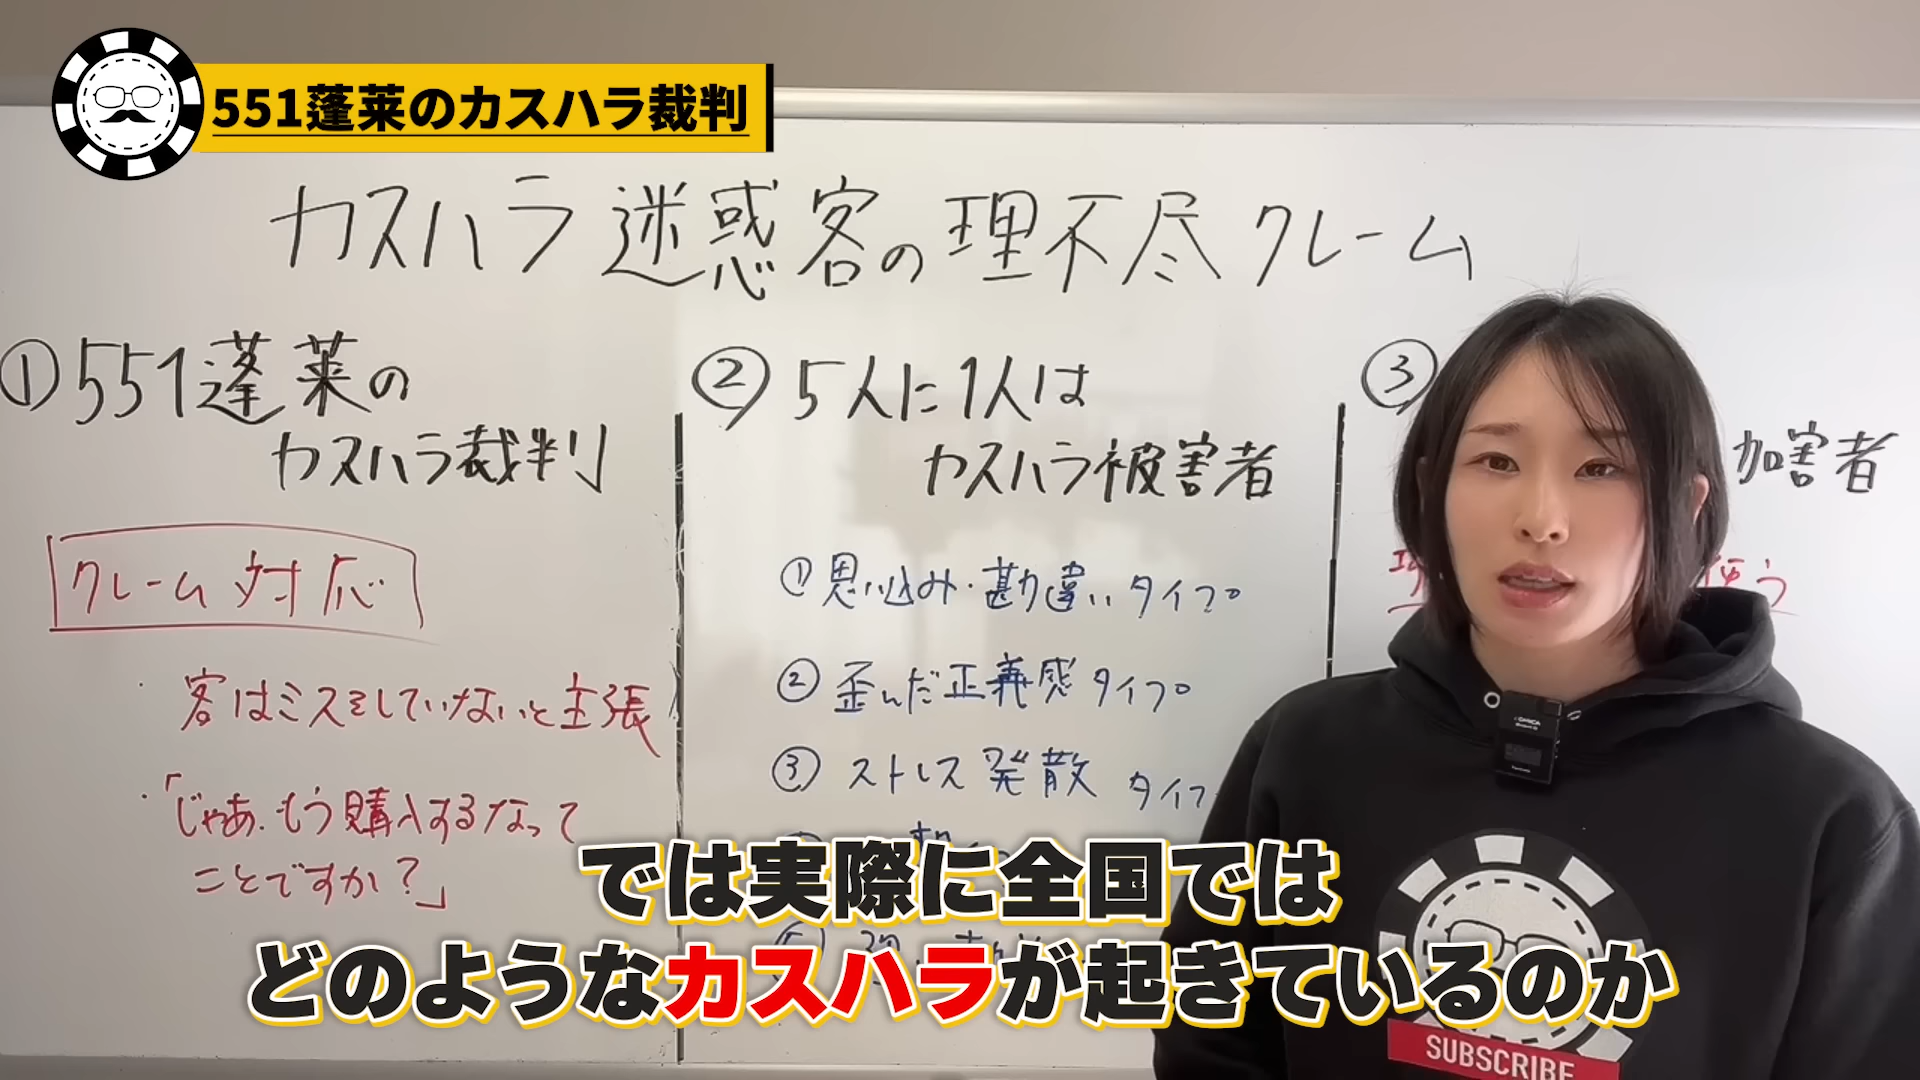 551蓬莱のカスハラ裁判
カスハラ 迷惑客の理不尽クレーム
①551蓬莱の
カスハラ裁判
クレーム対応
・客はミスをしていないと主張
・「じゃあ、もう購入するなって
ことですか？」
②5人に1人は
カスハラ被害者
①思い込み・勘違いタイプ
②歪んだ正義感タイプ
③ストレス発散タイプ
③
加害者
では実際に全国では
どのようなカスハラが起きているのか
SUBSCRIBE